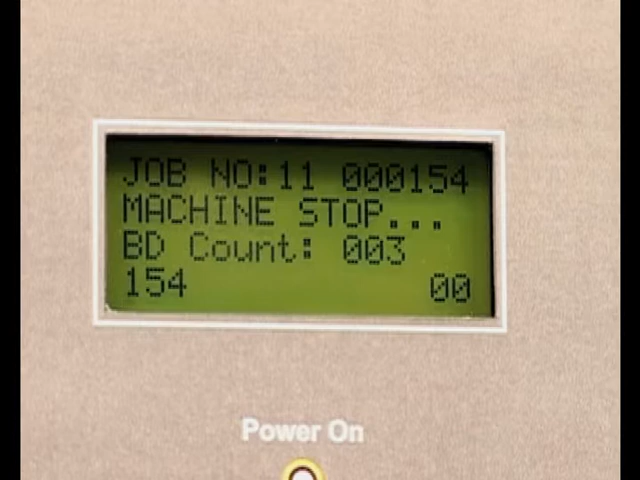 JOB NO:11 000154
MACHINE STOP...
BD Count: 003
154 00
Power On